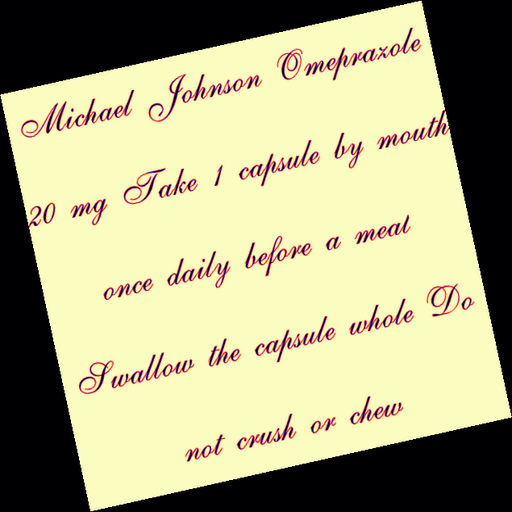 Michael Johnson Omeprazole
20 mg Take 1 capsule by mouth
once daily before a meal
Swallow the capsule whole Do
not crush or chew